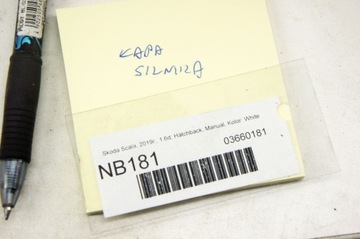 KAPA
SILNIKA
Skoda Scala, 2019r., 1.6d, Hatchback, Manual, Kolor: White
03660181
NB181